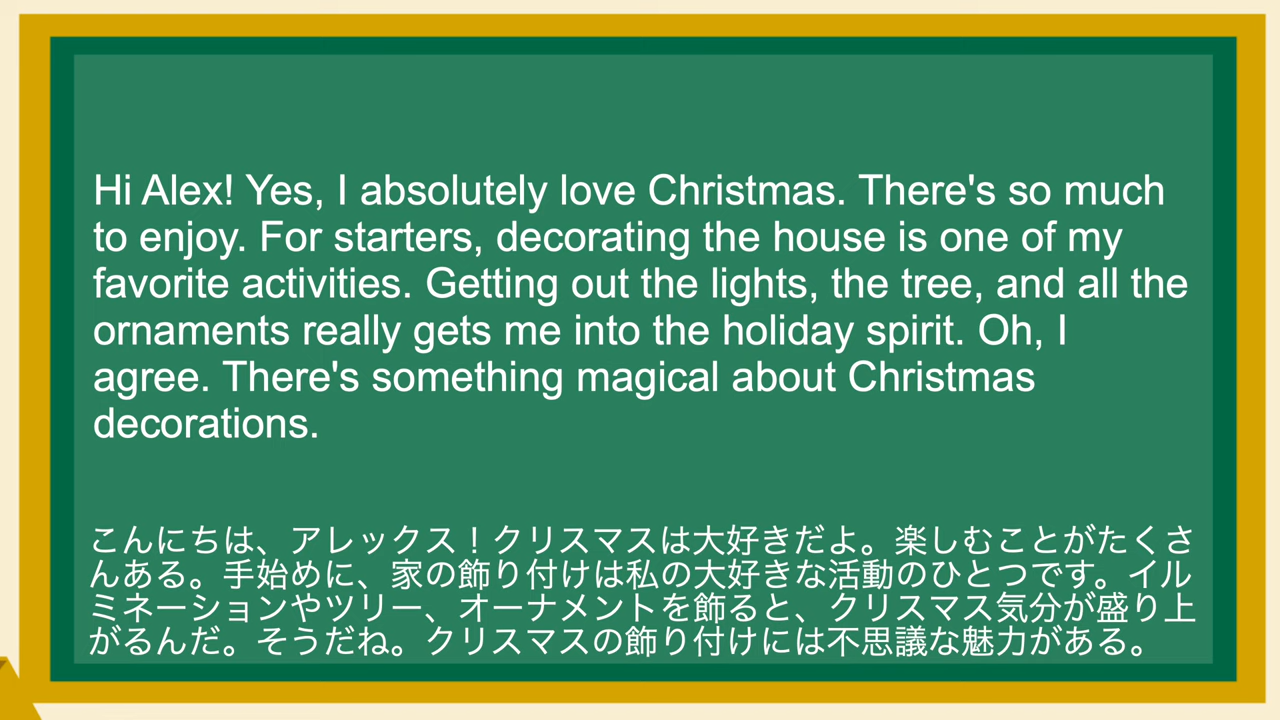 Hi Alex! Yes, I absolutely love Christmas. There's so much
to enjoy. For starters, decorating the house is one of my
favorite activities. Getting out the lights, the tree, and all the
ornaments really gets me into the holiday spirit. Oh, I
agree. There's something magical about Christmas
decorations.
こんにちは、アレックス！クリスマスは大好きだよ。楽しむことがたくさ
んある。手始めに、家の飾り付けは私の大好きな活動のひとつです。イル
ミネーションやツリー、オーナメントを飾ると、クリスマス気分が盛り上
がるんだ。そうだね。クリスマスの飾り付けには不思議な魅力がある。